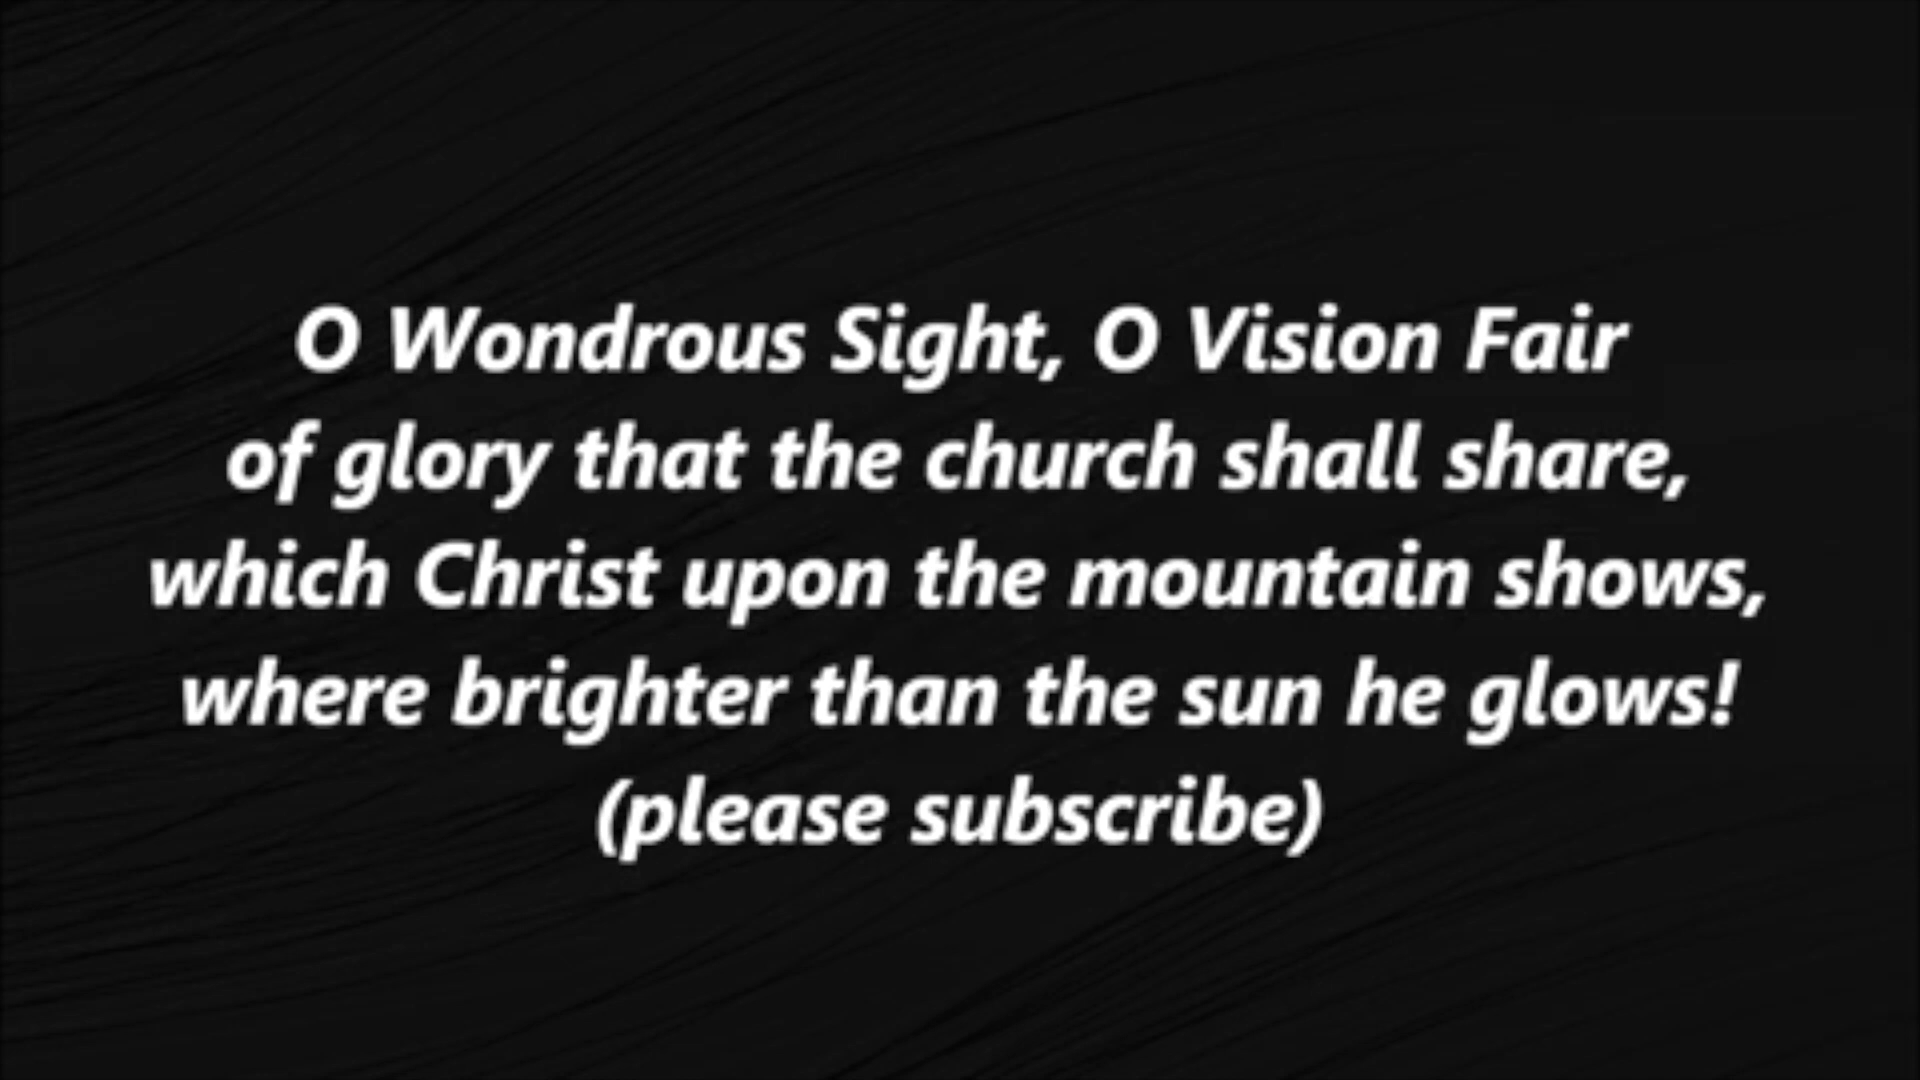 O Wondrous Sight, O Vision Fair
of glory that the church shall share,
which Christ upon the mountain shows,
where brighter than the sun he glows!
(please subscribe)